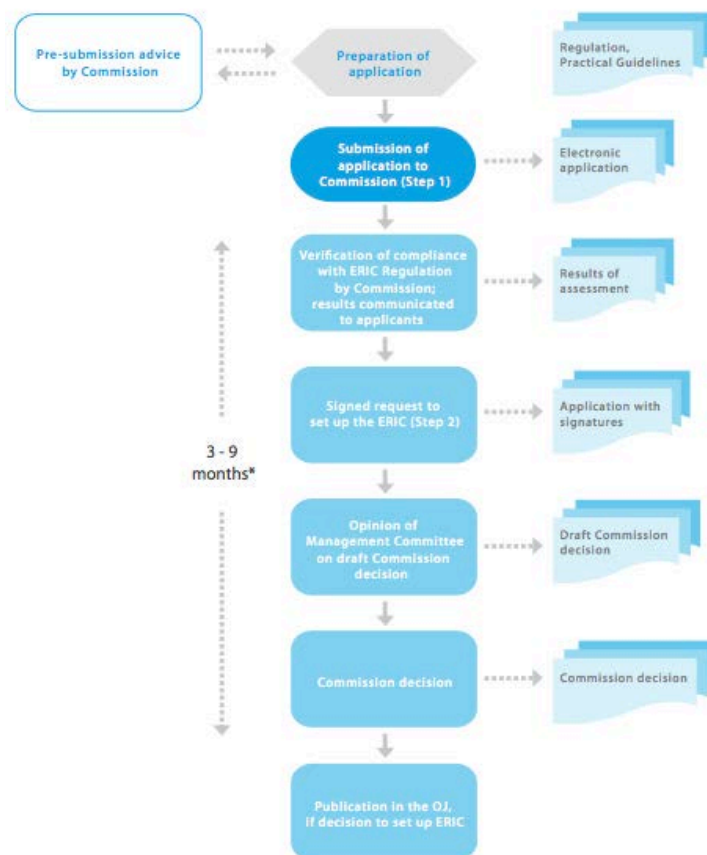 Pre-submission advice
by Commission
Preparation of
application
Regulation,
Practical Guidelines
Submission of
application to
Commission (Step 1)
Electronic
application
Verification of compliance
with ERIC Regulation
by Commission;
results communicated
to applicants
Results of
assessment
Signed request to
set up the ERIC (Step 2)
Application with
signatures
3 - 9
months*
Opinion of
Management Committee
on draft Commission
decision
Draft Commission
decision
Commission decision
Commission decision
Publication in the OJ,
if decision to set up ERIC